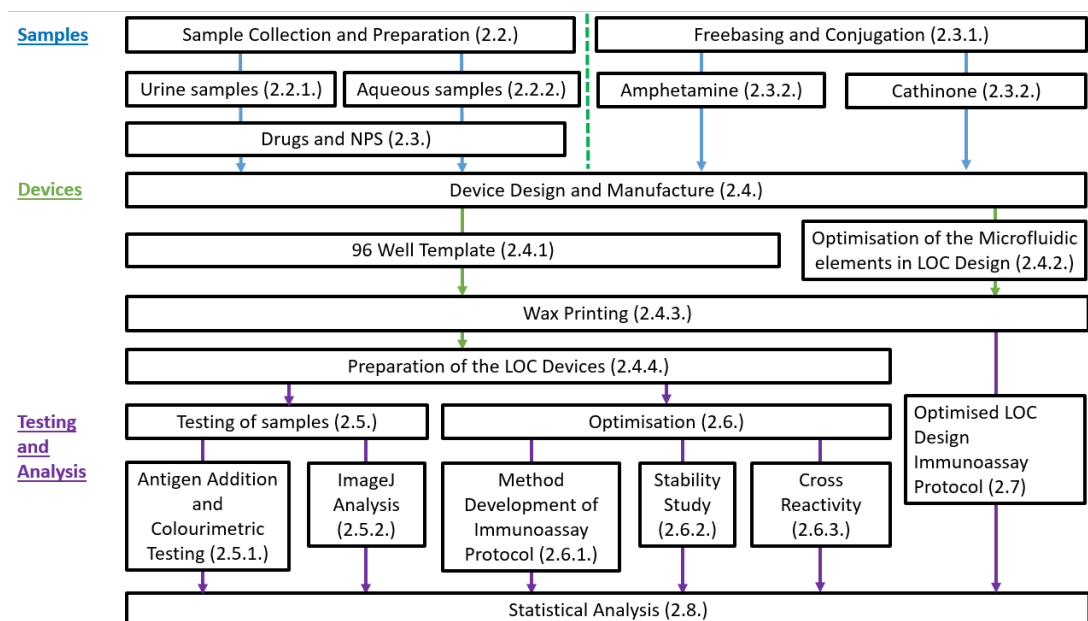 Samples
Sample Collection and Preparation (2.2.)
Freebasing and Conjugation (2.3.1.)
Urine samples (2.2.1.)
Aqueous samples (2.2.2.)
Amphetamine (2.3.2.)
Cathinone (2.3.2.)
Drugs and NPS (2.3.)
Devices
Device Design and Manufacture (2.4.)
96 Well Template (2.4.1)
Optimisation of the Microfluidic
elements in LOC Design (2.4.2.)
Wax Printing (2.4.3.)
Preparation of the LOC Devices (2.4.4.)
Testing
and
Analysis
Testing of samples (2.5.)
Optimisation (2.6.)
Optimised LOC
Design
Immunoassay
Protocol (2.7)
Antigen Addition
and
Colourimetric
Testing (2.5.1.)
ImageJ
Analysis
(2.5.2.)
Method
Development of
Immunoassay
Protocol (2.6.1.)
Stability
Study
(2.6.2.)
Cross
Reactivity
(2.6.3.)
Statistical Analysis (2.8.)